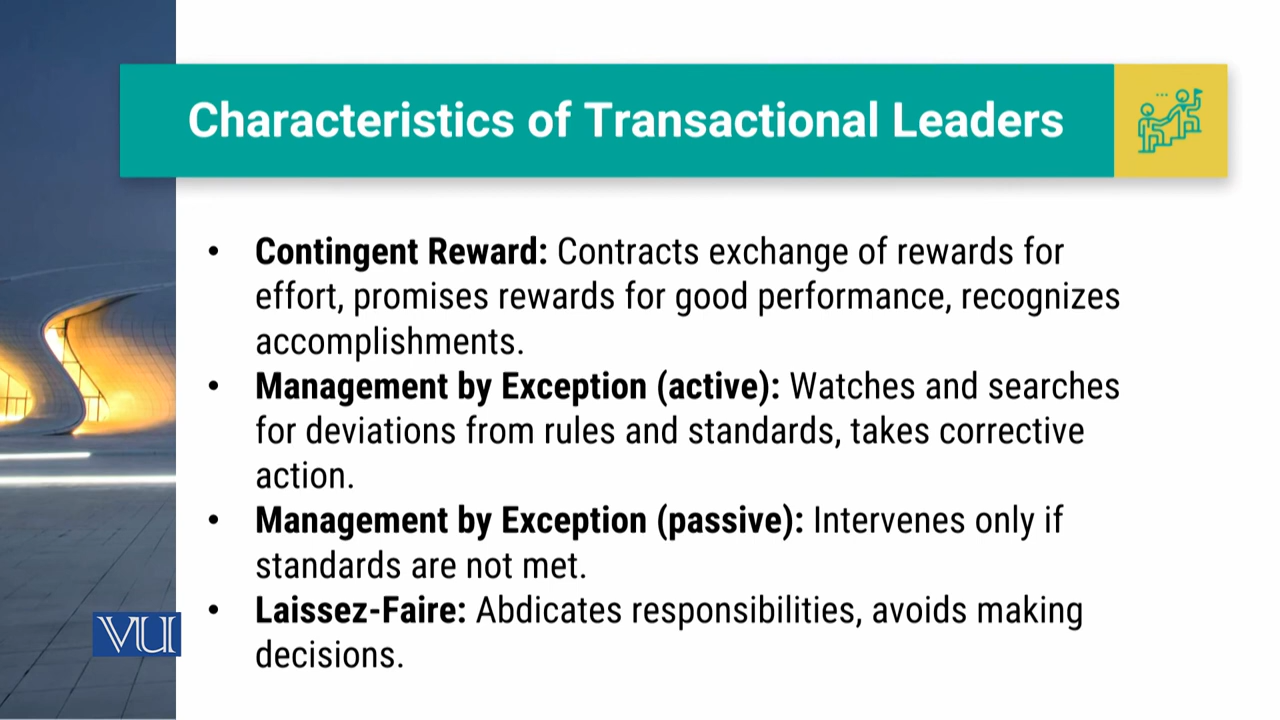 Characteristics of Transactional Leaders
• Contingent Reward: Contracts exchange of rewards for
effort, promises rewards for good performance, recognizes
accomplishments.
• Management by Exception (active): Watches and searches
for deviations from rules and standards, takes corrective
action.
• Management by Exception (passive): Intervenes only if
standards are not met.
• Laissez-Faire: Abdicates responsibilities, avoids making
decisions.
VU